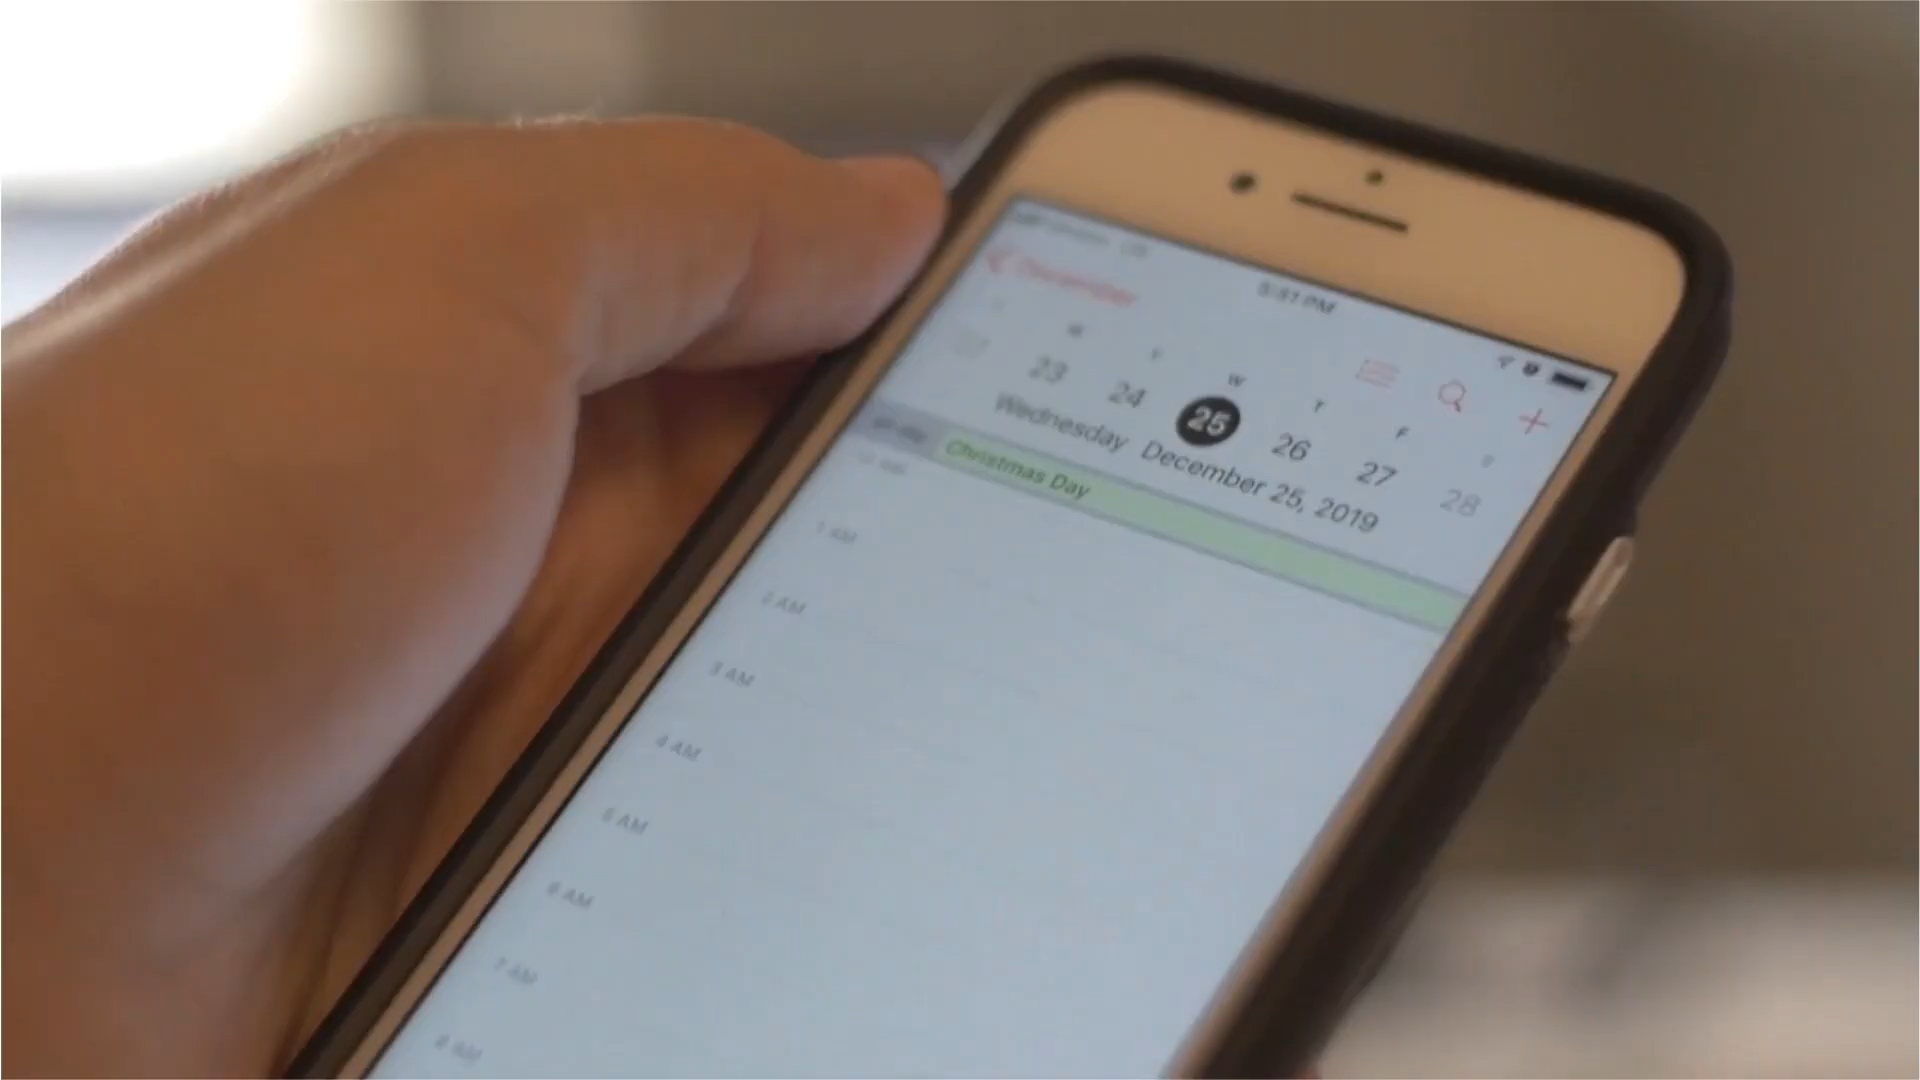 5:51 PM
December
W T F
23 24 25 26 27 28
Wednesday December 25, 2019
Christmas Day
1 AM
2 AM
3 AM
4 AM
5 AM
6 AM
7 AM
8 AM